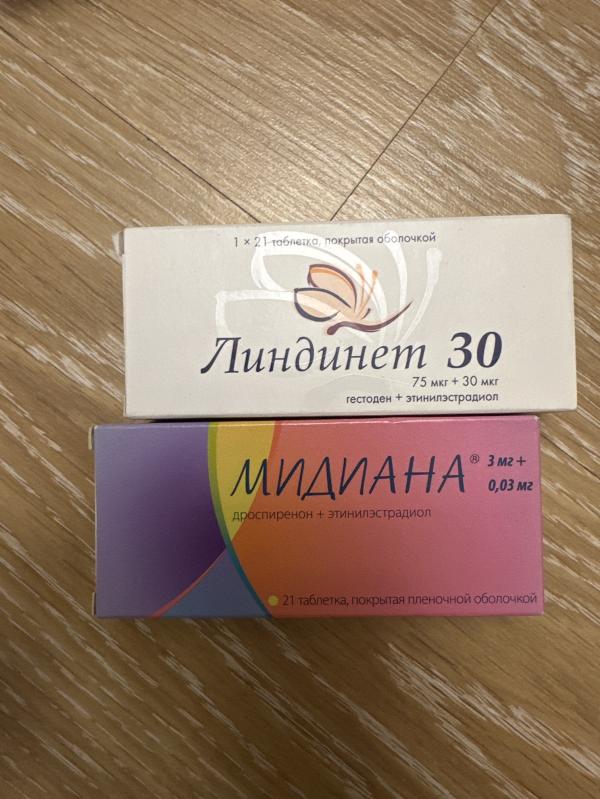 1 × 21 таблетка, покрытая оболочкой
Линдинет 30
75 мкг + 30 мкг
гестоден + этинилэстрадиол
МИДИАНА® 3 мг +
0,03 мг
дроспиренон + этинилэстрадиол
21 таблетка, покрытая пленочной оболочкой